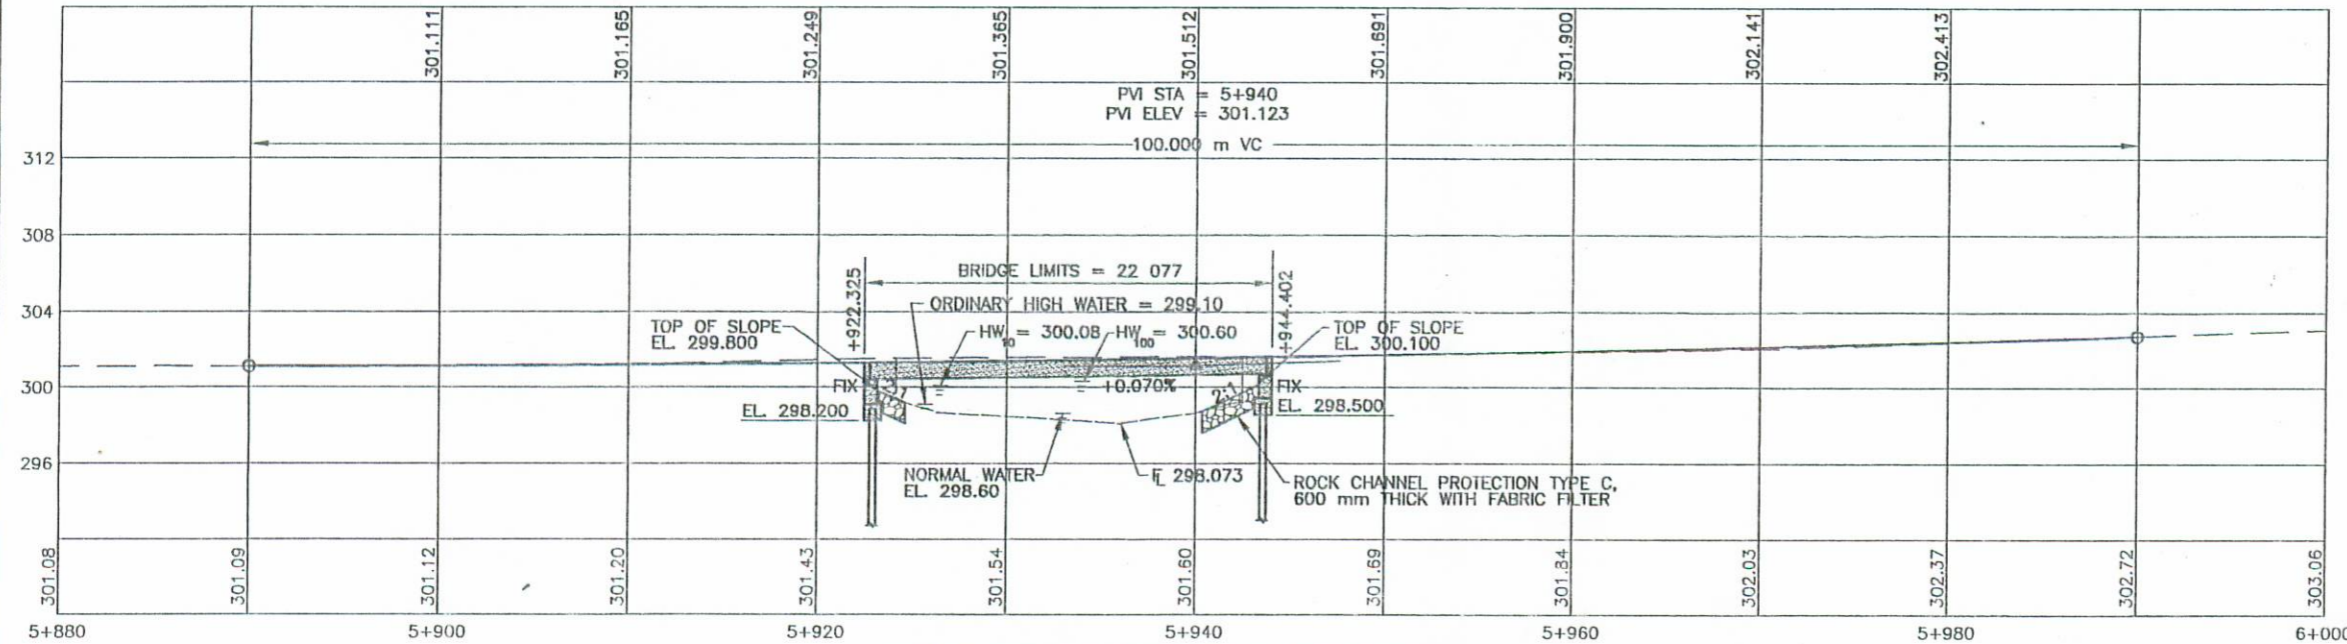 301.111
301.165
301.249
301.365
301.512
301.691
301.900
302.141
302.413
PVI STA = 5+940
PVI ELEV = 301.123
100.000 m VC
312
308
304
300
296
BRIDGE LIMITS = 22 077
+922.325
+944.402
ORDINARY HIGH WATER = 299.10
TOP OF SLOPE
EL. 299.800
HW10 = 300.08
HW100 = 300.60
TOP OF SLOPE
EL. 300.100
FIX
+0.070%
2:1
FIX
EL. 298.200
EL. 298.500
NORMAL WATER
EL. 298.60
FL 298.073
ROCK CHANNEL PROTECTION TYPE C,
600 mm THICK WITH FABRIC FILTER
301.08
301.09
301.12
301.20
301.43
301.54
301.60
301.69
301.84
302.03
302.37
302.72
303.06
5+880
5+900
5+920
5+940
5+960
5+980
6+000